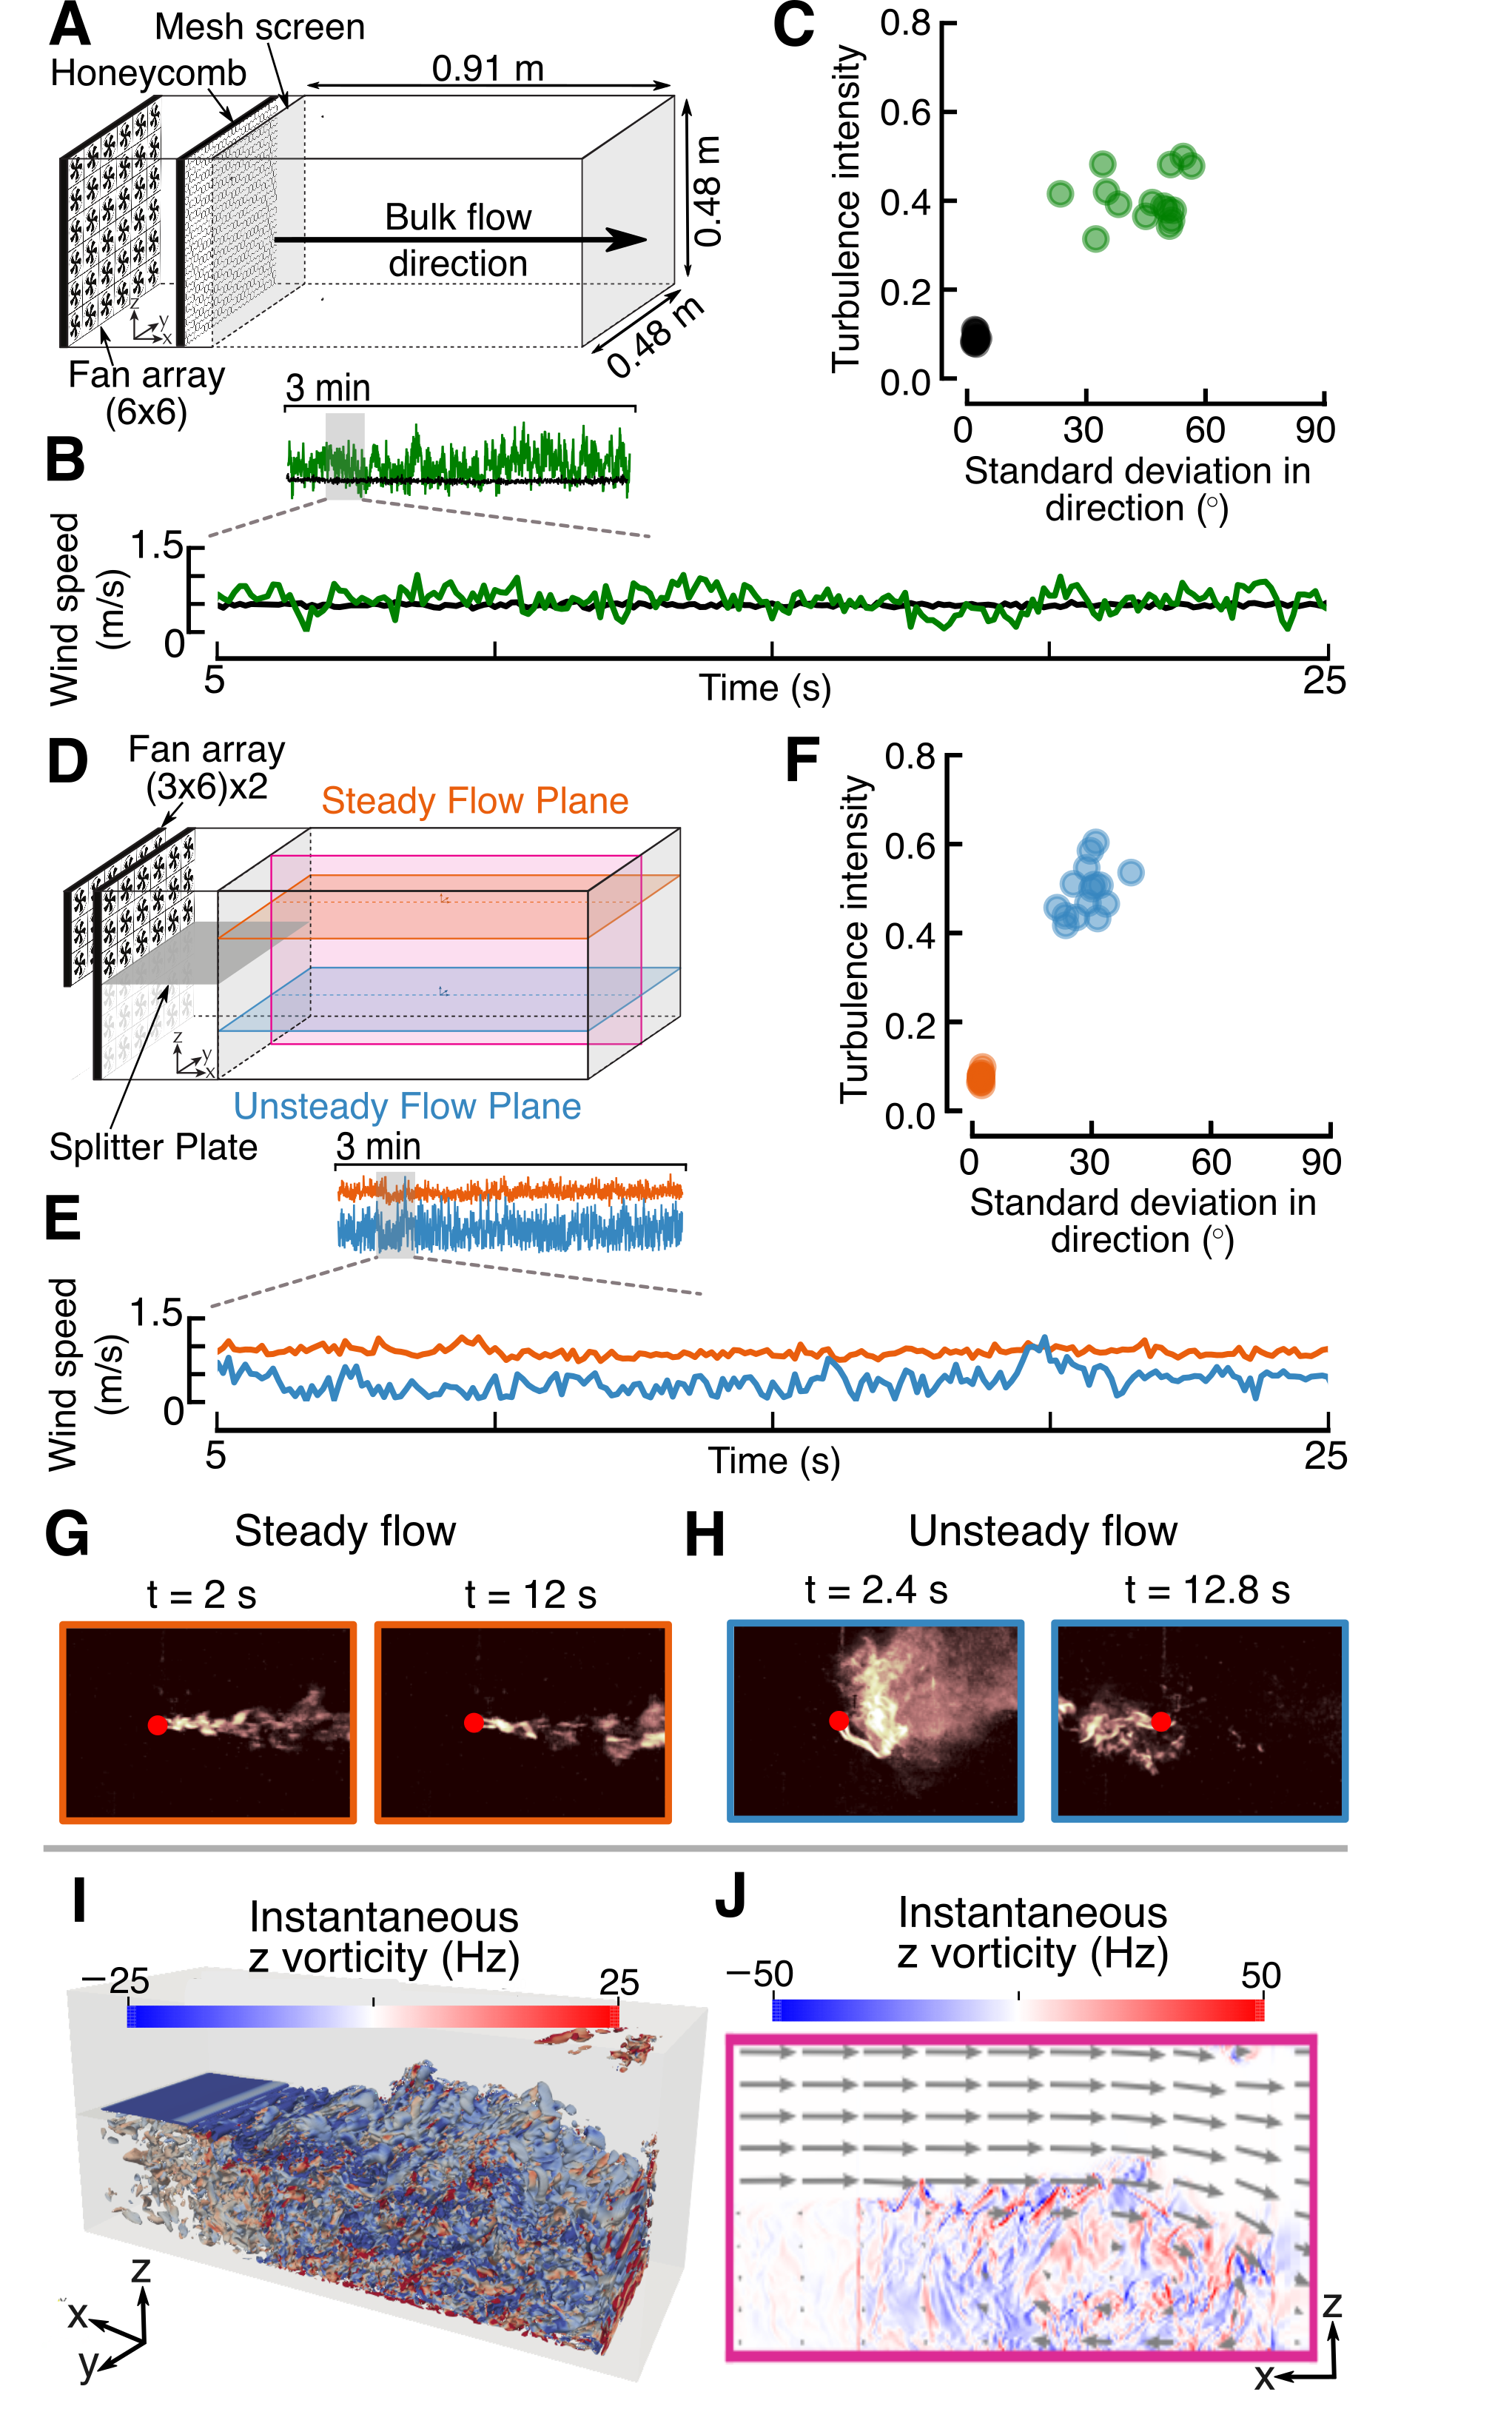 A
Mesh screen
Honeycomb
0.91 m
0.48 m
0.48 m
Bulk flow
direction
z
y
x
Fan array
(6x6)
C
Turbulence intensity
0.8
0.6
0.4
0.2
0.0
0
30
60
90
Standard deviation in
direction (°)
B
3 min
Wind speed
(m/s)
1.5
0
5
25
Time (s)
D
Fan array
(3x6)x2
Steady Flow Plane
z
y
x
Unsteady Flow Plane
Splitter Plate
F
Turbulence intensity
0.8
0.6
0.4
0.2
0.0
0
30
60
90
Standard deviation in
direction (°)
E
3 min
Wind speed
(m/s)
1.5
0
5
25
Time (s)
G
Steady flow
t = 2 s
t = 12 s
H
Unsteady flow
t = 2.4 s
t = 12.8 s
I
Instantaneous
z vorticity (Hz)
−25
25
z
x
y
J
Instantaneous
z vorticity (Hz)
−50
50
z
x